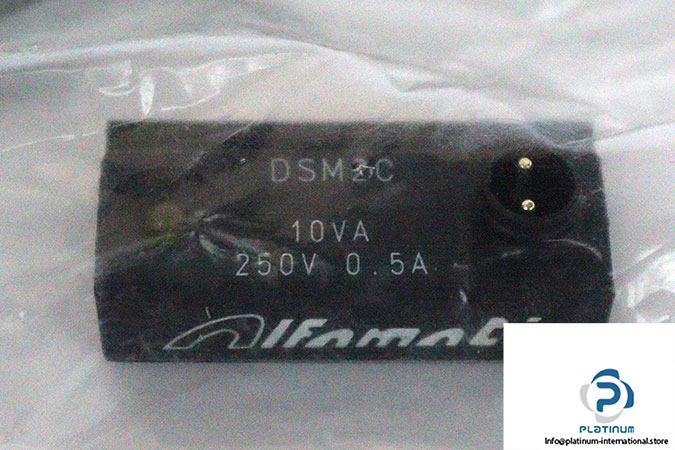 DSM2C
10VA
250V 0.5A
PLATINUM
Info@platinum-international.store